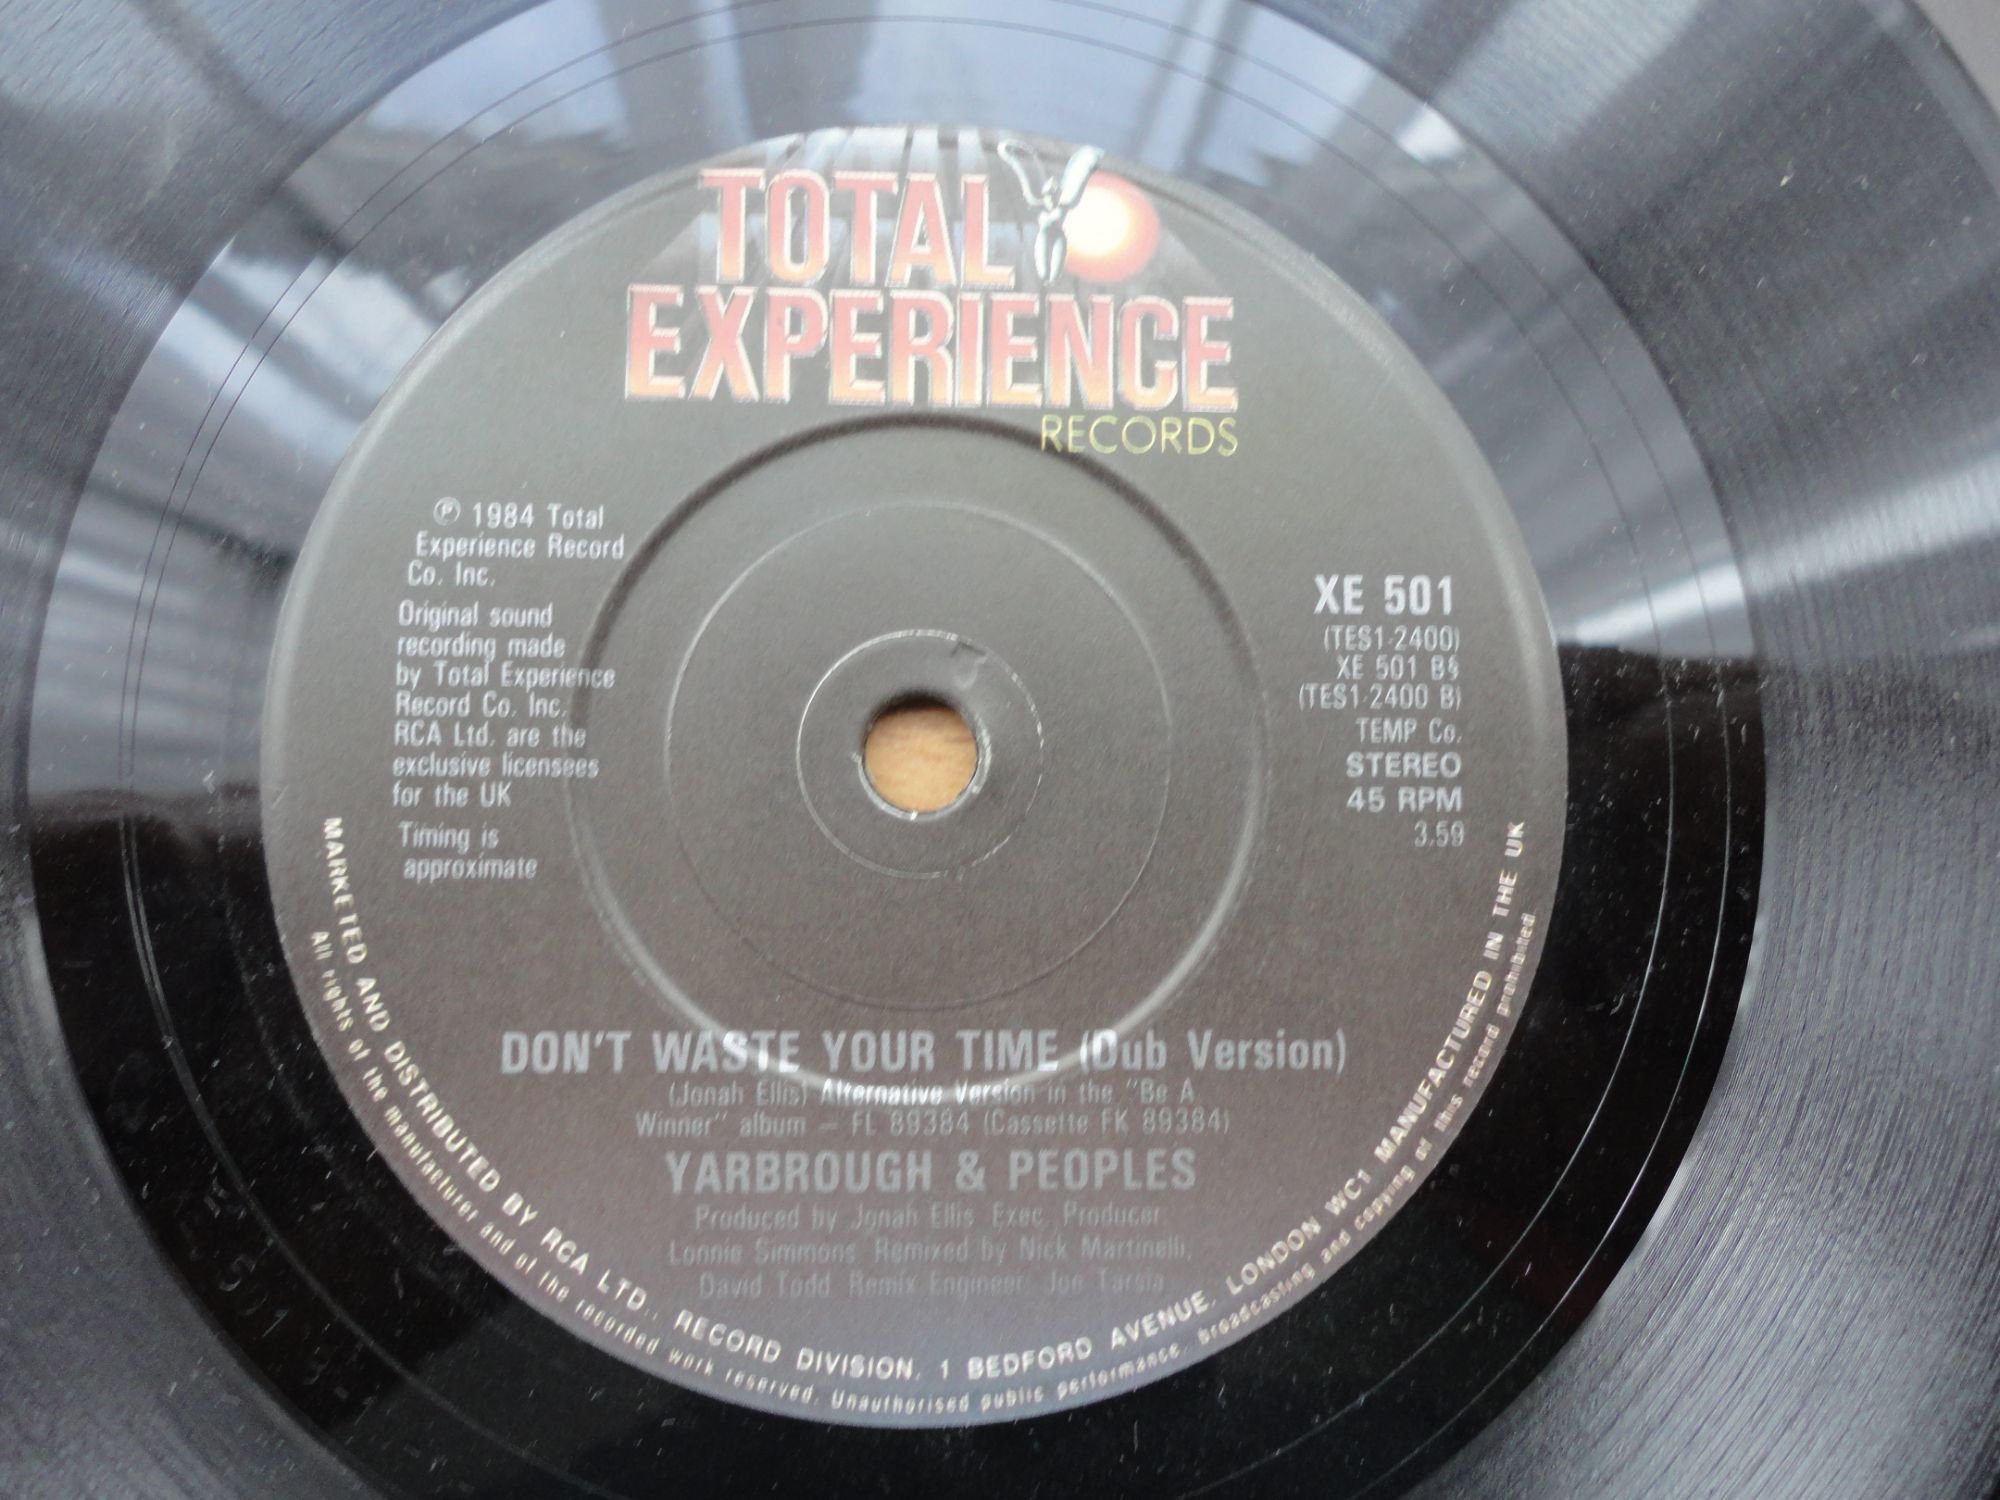 TOTAL
EXPERIENCE
RECORDS
℗ 1984 Total
Experience Record
Co. Inc.
Original sound
recording made
by Total Experience
Record Co. Inc.
RCA Ltd. are the
exclusive licensees
for the UK
Timing is
approximate
XE 501
(TES1-2400)
XE 501 B§
(TES1-2400 B)
TEMP Co.
STEREO
45 RPM
3.59
DON'T WASTE YOUR TIME (Dub Version)
(Jonah Ellis) Alternative Version in the "Be A
Winner" album – FL 89384 (Cassette FK 89384)
YARBROUGH & PEOPLES
Produced by Jonah Ellis Exec. Producer:
Lonnie Simmons Remixed by Nick Martinelli,
David Todd Remix Engineer: Joe Tarsia
MARKETED AND DISTRIBUTED BY RCA LTD., RECORD DIVISION, 1 BEDFORD AVENUE, LONDON WC1 MANUFACTURED IN THE UK
All rights of the manufacturer and of the recorded work reserved. Unauthorised public performance, broadcasting and copying of this record prohibited